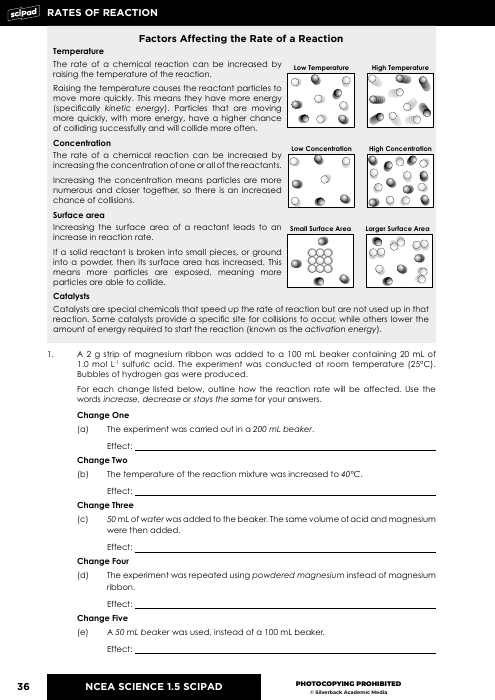 scipad RATES OF REACTION
Factors Affecting the Rate of a Reaction
Temperature
The rate of a chemical reaction can be increased by
raising the temperature of the reaction.
Raising the temperature causes the reactant particles to
move more quickly. This means they have more energy
(specifically kinetic energy). Particles that are moving
more quickly, with more energy, have a higher chance
of colliding successfully and will collide more often.
Low Temperature High Temperature
Concentration
The rate of a chemical reaction can be increased by
increasing the concentration of one or all of the reactants.
Increasing the concentration means particles are more
numerous and closer together, so there is an increased
chance of collisions.
Low Concentration High Concentration
Surface area
Increasing the surface area of a reactant leads to an
increase in reaction rate.
If a solid reactant is broken into small pieces, or ground
into a powder, then its surface area has increased. This
means more particles are exposed, meaning more
particles are able to collide.
Small Surface Area Larger Surface Area
Catalysts
Catalysts are special chemicals that speed up the rate of reaction but are not used up in that
reaction. Some catalysts provide a specific site for collisions to occur, while others lower the
amount of energy required to start the reaction (known as the activation energy).
1. A 2 g strip of magnesium ribbon was added to a 100 mL beaker containing 20 mL of
1.0 mol L⁻¹ sulfuric acid. The experiment was conducted at room temperature (25°C).
Bubbles of hydrogen gas were produced.
For each change listed below, outline how the reaction rate will be affected. Use the
words increase, decrease or stays the same for your answers.
Change One
(a) The experiment was carried out in a 200 mL beaker.
Effect:
Change Two
(b) The temperature of the reaction mixture was increased to 40°C.
Effect:
Change Three
(c) 50 mL of water was added to the beaker. The same volume of acid and magnesium
were then added.
Effect:
Change Four
(d) The experiment was repeated using powdered magnesium instead of magnesium
ribbon.
Effect:
Change Five
(e) A 50 mL beaker was used, instead of a 100 mL beaker.
Effect:
36 NCEA SCIENCE 1.5 SCIPAD PHOTOCOPYING PROHIBITED
© Silverback Academic Media